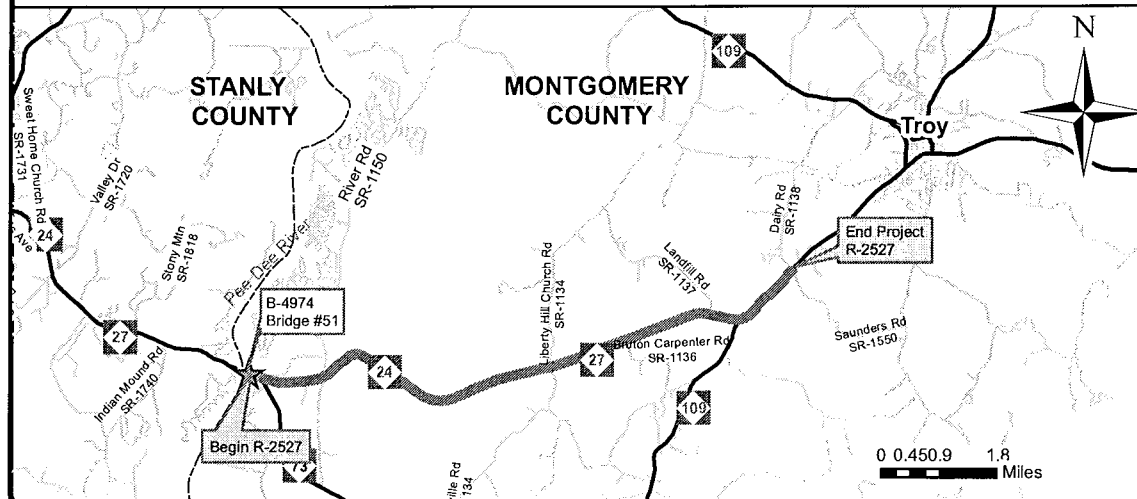 STANLY
COUNTY
MONTGOMERY
COUNTY
109
N
Troy
Sweet Home Church Rd
SR-1731
Valley Dr
SR-1720
Stony Mtn
SR-1818
River Rd
SR-1150
Pee Dee River
Ave
24
27
Indian Mound Rd
SR-1740
B-4974
Bridge #51
Begin R-2527
73
24
Liberty Hill Church Rd
SR-1134
27
Landfill Rd
SR-1137
Bruton Carpenter Rd
SR-1136
Dairy Rd
SR-1138
End Project
R-2527
Saunders Rd
SR-1550
109
ville Rd
134
0 0.45 0.9 1.8
Miles